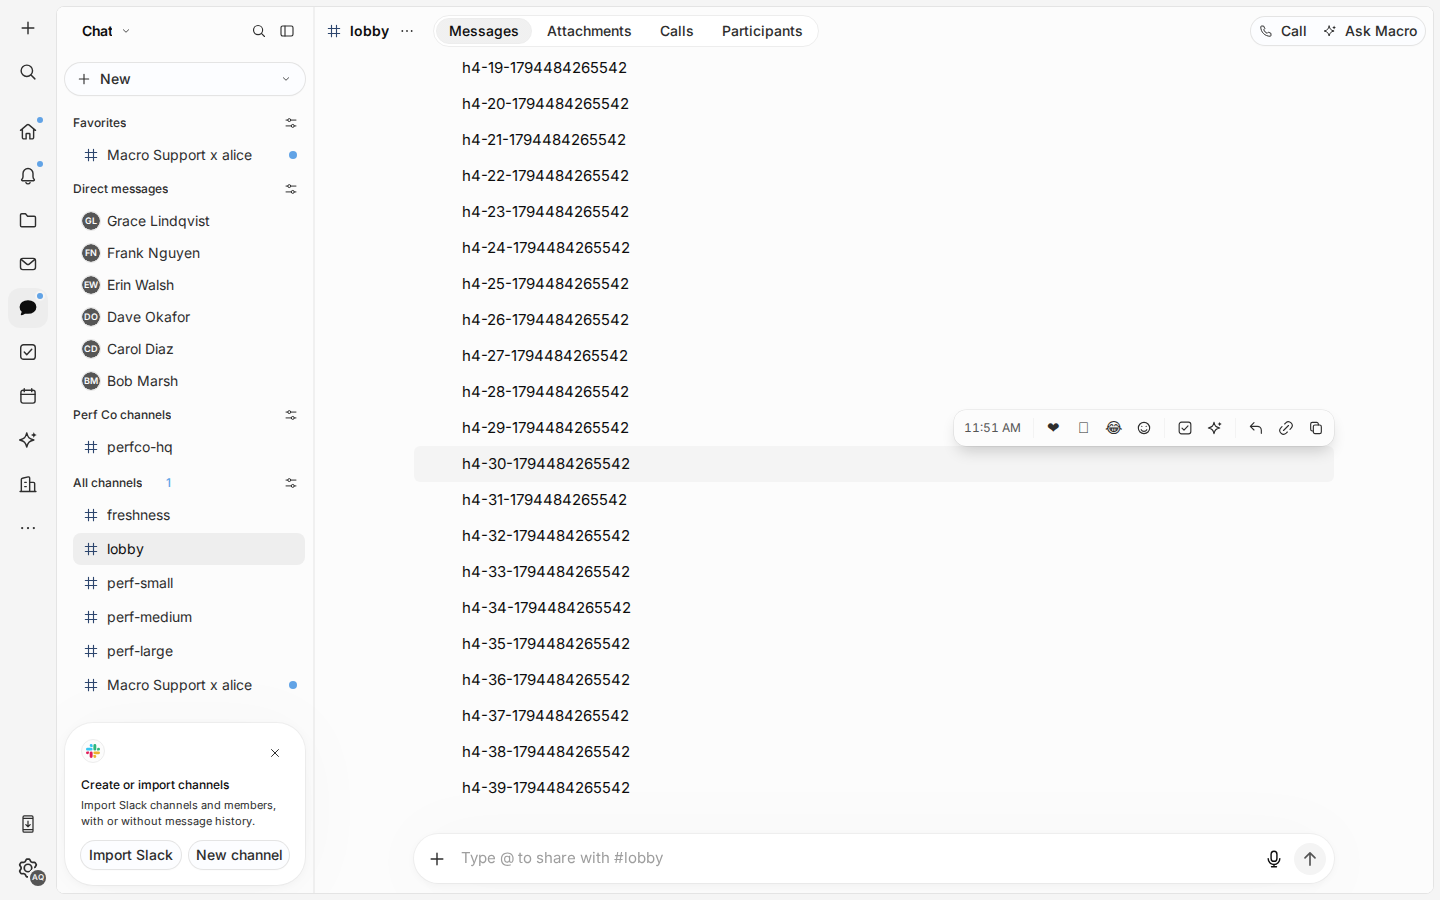 Chat
New
Favorites
Macro Support x alice
Direct messages
GL Grace Lindqvist
FN Frank Nguyen
EW Erin Walsh
DO Dave Okafor
CD Carol Diaz
BM Bob Marsh
Perf Co channels
perfco-hq
All channels 1
freshness
lobby
perf-small
perf-medium
perf-large
Macro Support x alice
Create or import channels
Import Slack channels and members,
with or without message history.
Import Slack New channel
AQ
lobby ... Messages Attachments Calls Participants Call Ask Macro
h4-19-1794484265542
h4-20-1794484265542
h4-21-1794484265542
h4-22-1794484265542
h4-23-1794484265542
h4-24-1794484265542
h4-25-1794484265542
h4-26-1794484265542
h4-27-1794484265542
h4-28-1794484265542
h4-29-1794484265542
11:51 AM
h4-30-1794484265542
h4-31-1794484265542
h4-32-1794484265542
h4-33-1794484265542
h4-34-1794484265542
h4-35-1794484265542
h4-36-1794484265542
h4-37-1794484265542
h4-38-1794484265542
h4-39-1794484265542
Type @ to share with #lobby